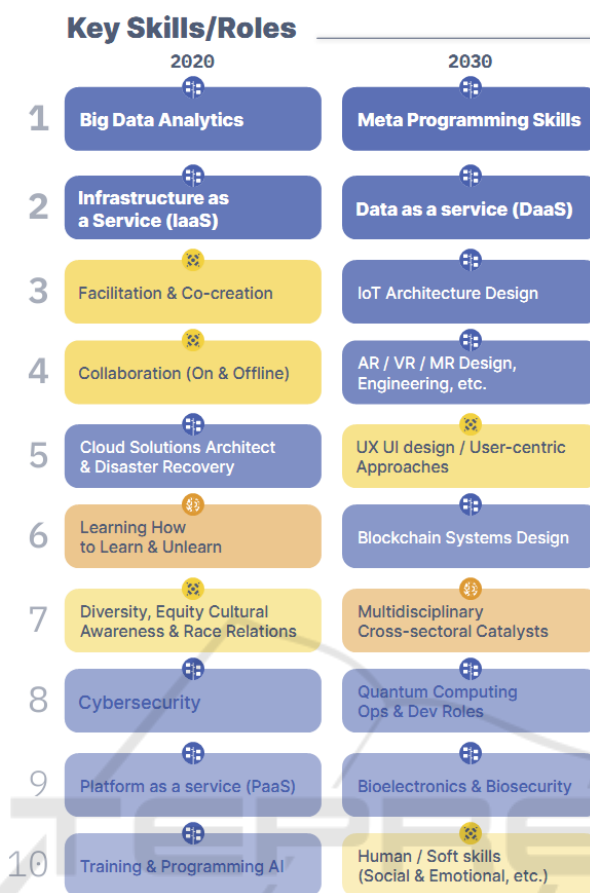 Key Skills/Roles
2020
2030
1
Big Data Analytics
Meta Programming Skills
2
Infrastructure as
a Service (IaaS)
Data as a service (DaaS)
3
Facilitation & Co-creation
IoT Architecture Design
4
Collaboration (On & Offline)
AR / VR / MR Design,
Engineering, etc.
5
Cloud Solutions Architect
& Disaster Recovery
UX UI design / User-centric
Approaches
6
Learning How
to Learn & Unlearn
Blockchain Systems Design
7
Diversity, Equity Cultural
Awareness & Race Relations
Multidisciplinary
Cross-sectoral Catalysts
8
Cybersecurity
Quantum Computing
Ops & Dev Roles
9
Platform as a service (PaaS)
Bioelectronics & Biosecurity
10
Training & Programming AI
Human / Soft skills
(Social & Emotional, etc.)